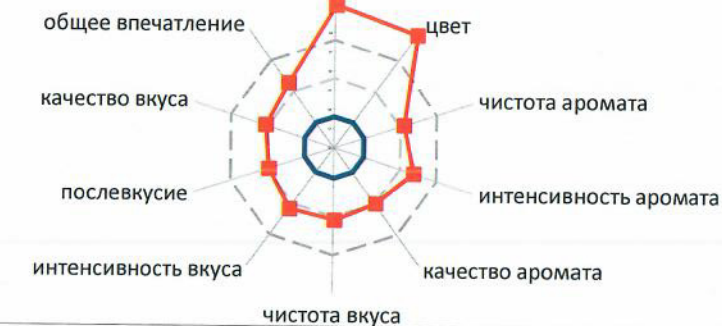 общее впечатление
цвет
качество вкуса
чистота аромата
послевкусие
интенсивность аромата
интенсивность вкуса
качество аромата
чистота вкуса